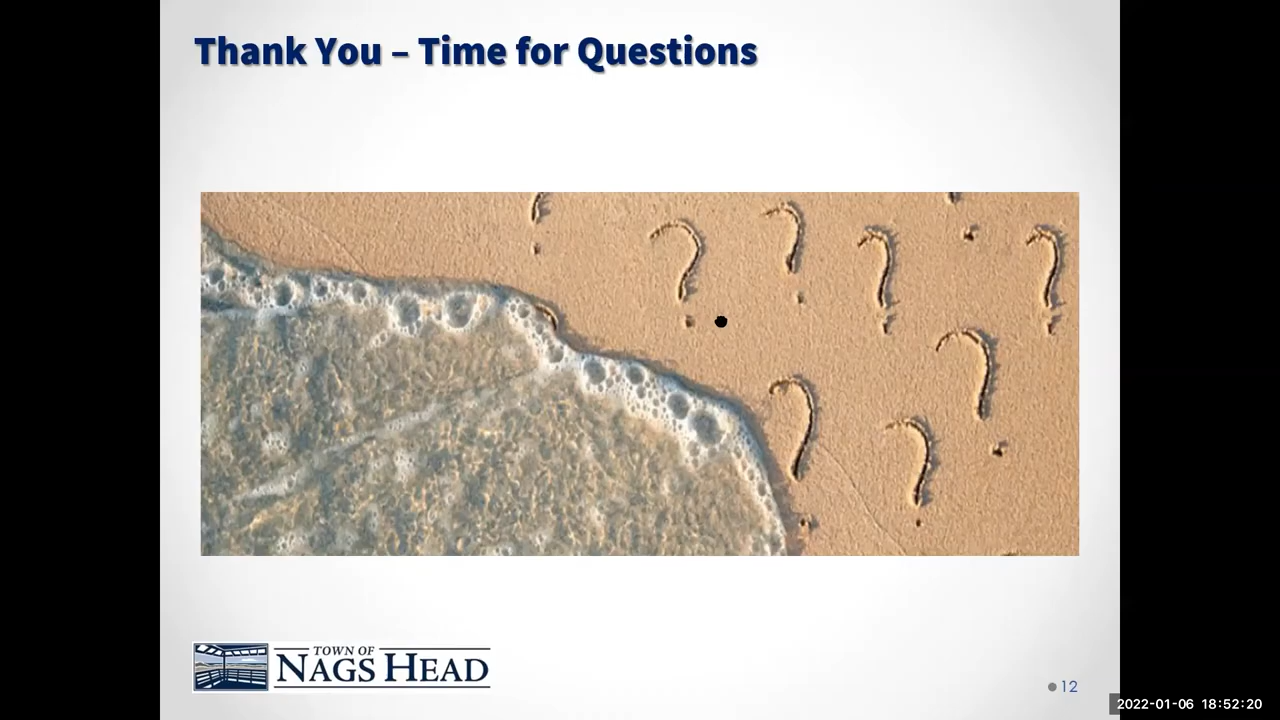 Thank You – Time for Questions
TOWN OF
NAGS HEAD
12
2022-01-06 18:52:20